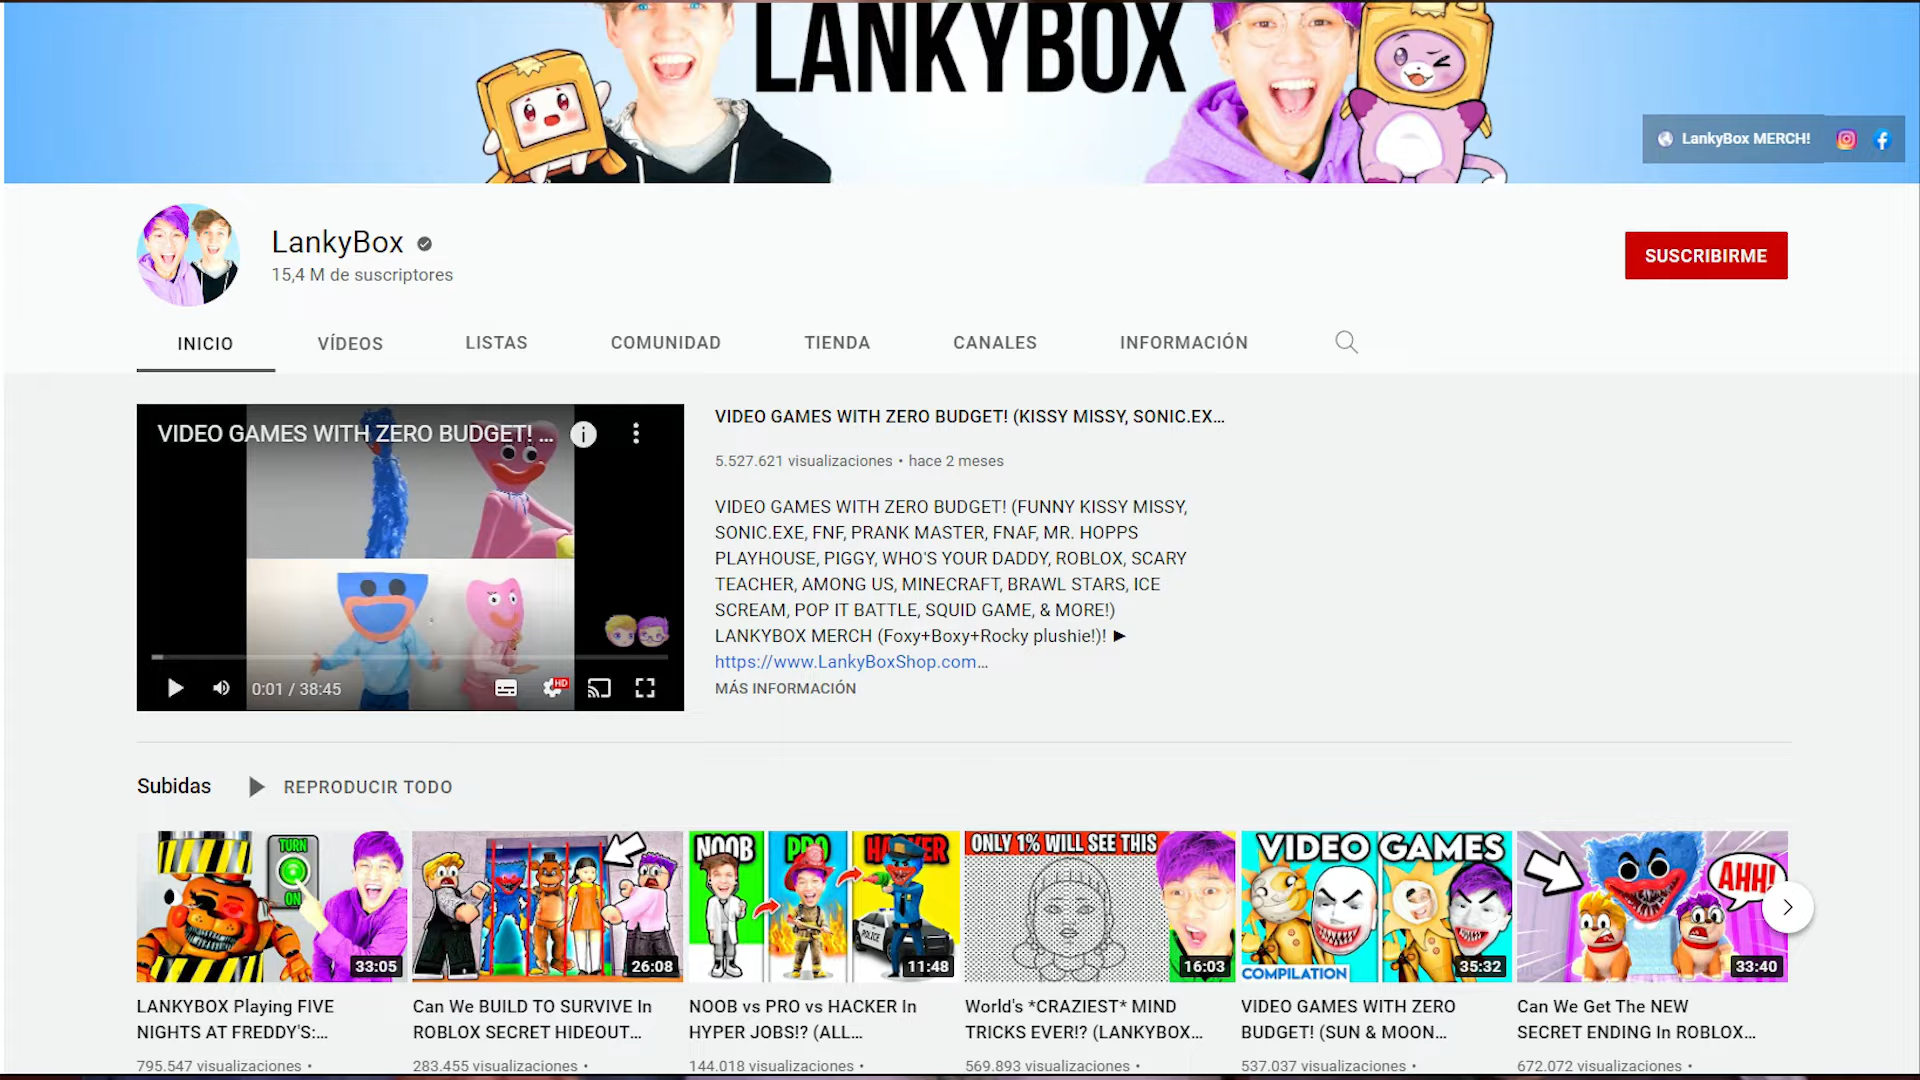 LANKYBOX
LankyBox MERCH!
LankyBox
15,4 M de suscriptores
SUSCRIBIRME
INICIO
VÍDEOS
LISTAS
COMUNIDAD
TIENDA
CANALES
INFORMACIÓN
VIDEO GAMES WITH ZERO BUDGET! ...
0:01 / 38:45
HD
VIDEO GAMES WITH ZERO BUDGET! (KISSY MISSY, SONIC.EX...
5.527.621 visualizaciones • hace 2 meses
VIDEO GAMES WITH ZERO BUDGET! (FUNNY KISSY MISSY,
SONIC.EXE, FNF, PRANK MASTER, FNAF, MR. HOPPS
PLAYHOUSE, PIGGY, WHO'S YOUR DADDY, ROBLOX, SCARY
TEACHER, AMONG US, MINECRAFT, BRAWL STARS, ICE
SCREAM, POP IT BATTLE, SQUID GAME, & MORE!)
LANKYBOX MERCH (Foxy+Boxy+Rocky plushie!)! ►
https://www.LankyBoxShop.com...
MÁS INFORMACIÓN
Subidas
REPRODUCIR TODO
TURN
ON
33:05
26:08
NOOB
PRO
HACKER
POLICE
11:48
ONLY 1% WILL SEE THIS
16:03
VIDEO GAMES
COMPILATION
35:32
AHH!
33:40
LANKYBOX Playing FIVE
NIGHTS AT FREDDY'S:...
795.547 visualizaciones •
Can We BUILD TO SURVIVE In
ROBLOX SECRET HIDEOUT...
283.455 visualizaciones •
NOOB vs PRO vs HACKER In
HYPER JOBS!? (ALL...
144.018 visualizaciones •
World's *CRAZIEST* MIND
TRICKS EVER!? (LANKYBOX...
569.893 visualizaciones •
VIDEO GAMES WITH ZERO
BUDGET! (SUN & MOON...
537.037 visualizaciones •
Can We Get The NEW
SECRET ENDING In ROBLOX...
672.072 visualizaciones •